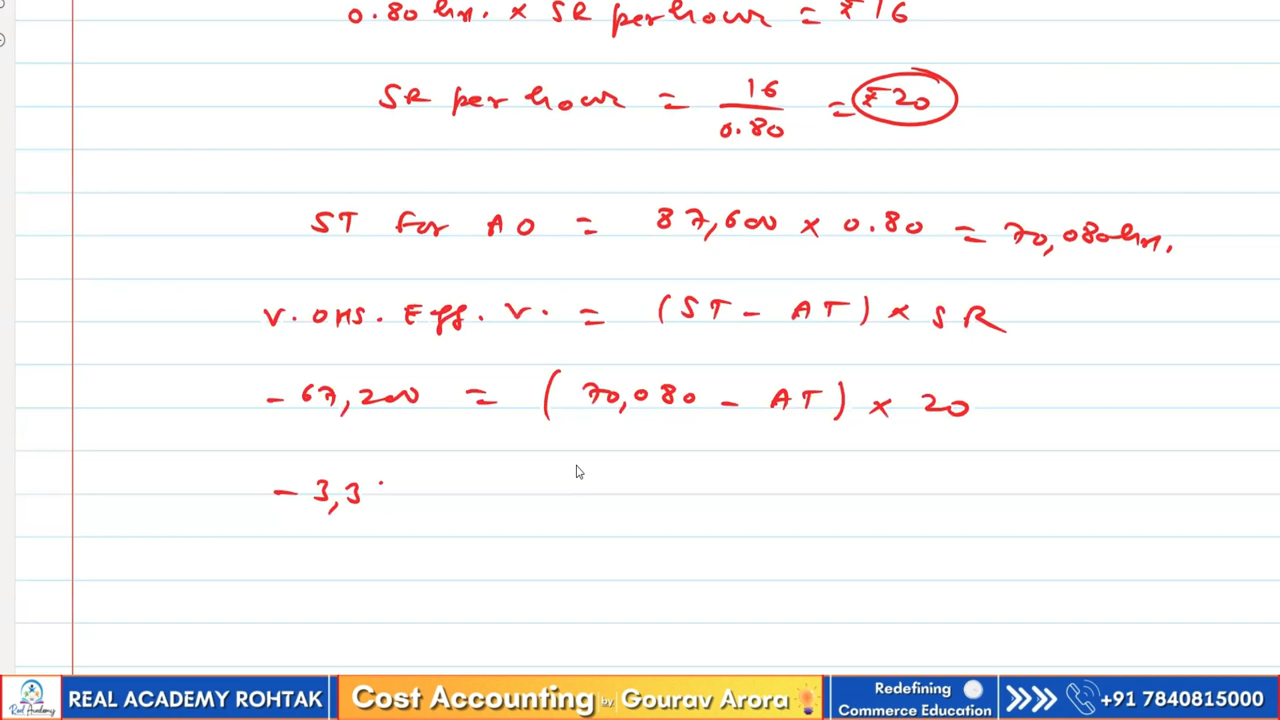 0.80 hrs. × SR per hour = ₹16
SR per hour = 16/0.80 = ₹20
ST for AO = 87,600 × 0.80 = 70,080 hrs.
V. OHS. Eff. V. = (ST - AT) × SR
- 67,200 = (70,080 - AT) × 20
- 3,3
Real Academy
REAL ACADEMY ROHTAK
Cost Accounting by Gourav Arora
Redefining
Commerce Education
+91 7840815000